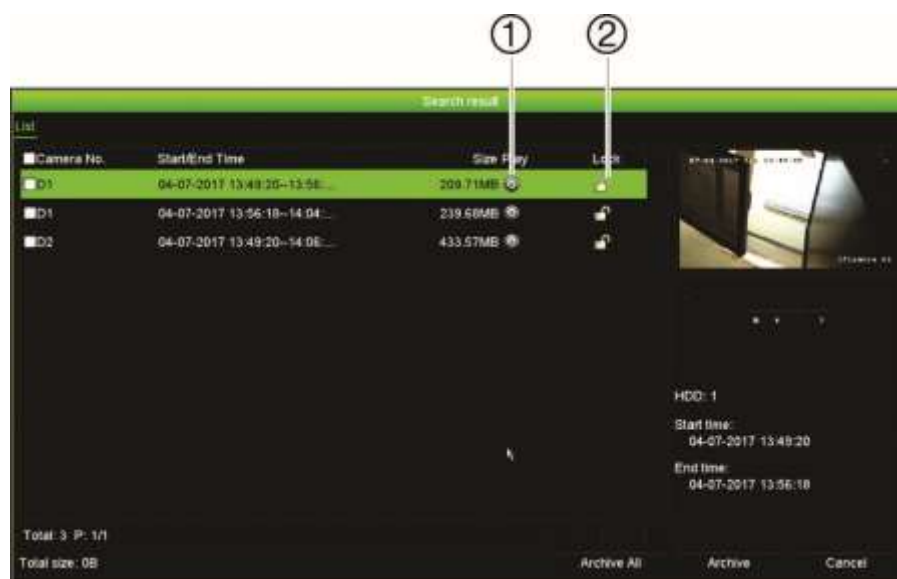 ① ②
Search result
List
Camera No. Start/End Time Size Play Lock
D1 04-07-2017 13:49:20--13:56:... 209.71MB
D1 04-07-2017 13:56:18--14:04:... 239.68MB
D2 04-07-2017 13:49:20--14:06:... 433.57MB
HDD: 1
Start time:
04-07-2017 13:49:20
End time:
04-07-2017 13:56:18
Total: 3 P: 1/1
Total size: 0B Archive All Archive Cancel